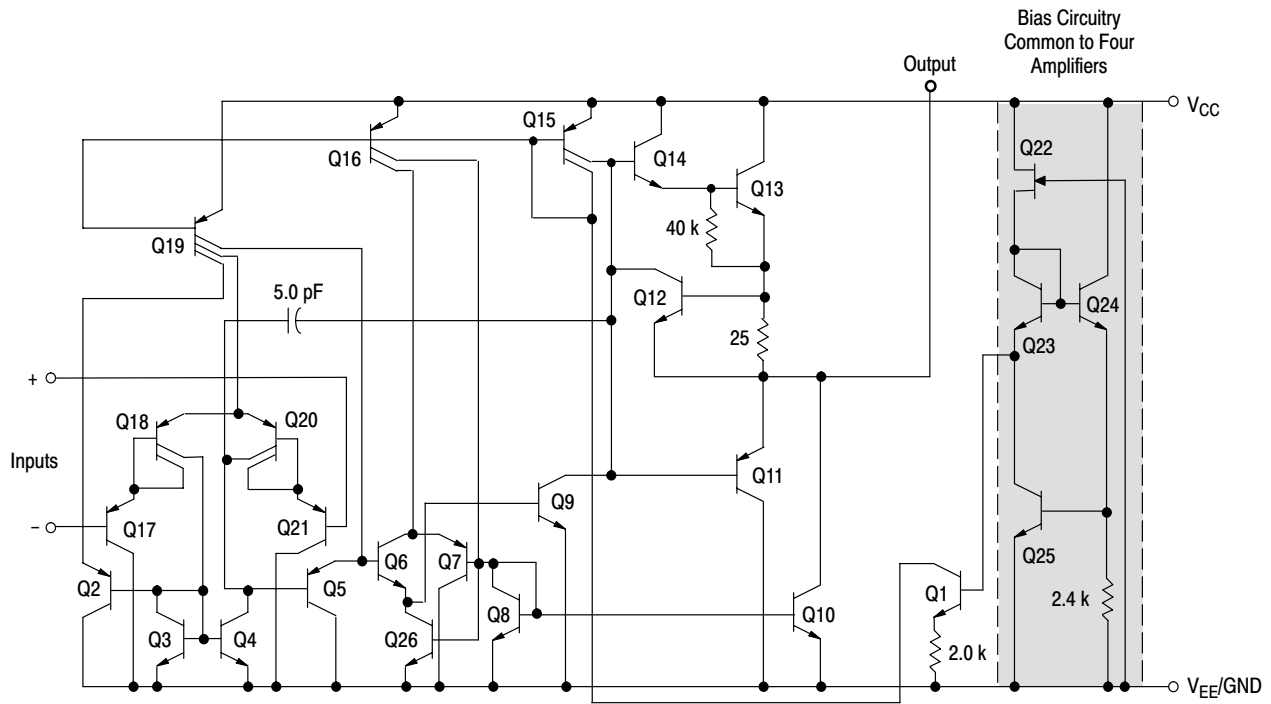 Bias Circuitry
Common to Four
Amplifiers
Output
VCC
Q15
Q16
Q14
Q22
Q13
Q19
40 k
5.0 pF
Q12
Q24
25
Q23
+
Q18
Q20
Inputs
Q11
Q9
−
Q17
Q21
Q25
Q6
Q7
Q2
Q5
Q1
2.4 k
Q8
Q10
Q3
Q4
Q26
2.0 k
VEE/GND